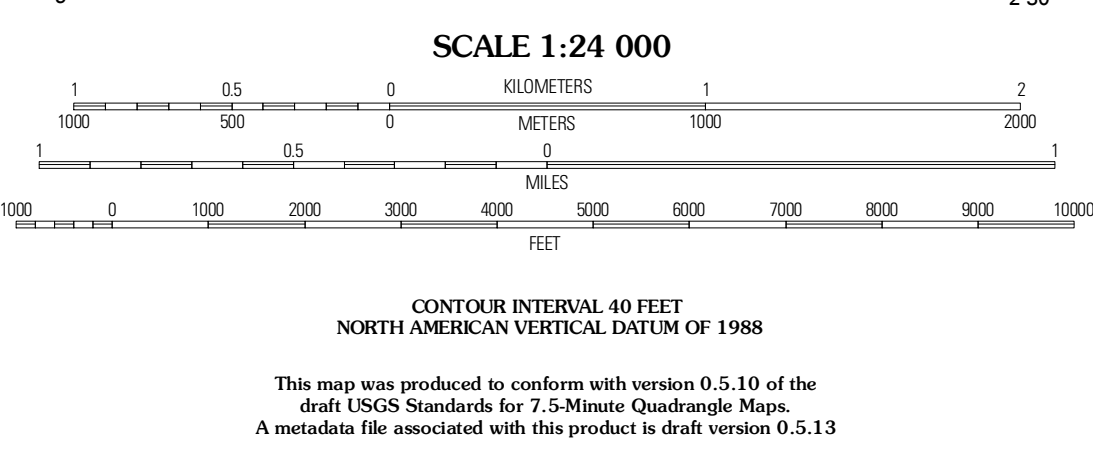 SCALE 1:24 000
1 0.5 0 KILOMETERS 1 2
1000 500 0 METERS 1000 2000
1 0.5 0 1
MILES
1000 0 1000 2000 3000 4000 5000 6000 7000 8000 9000 10000
FEET
CONTOUR INTERVAL 40 FEET
NORTH AMERICAN VERTICAL DATUM OF 1988
This map was produced to conform with version 0.5.10 of the
draft USGS Standards for 7.5-Minute Quadrangle Maps.
A metadata file associated with this product is draft version 0.5.13